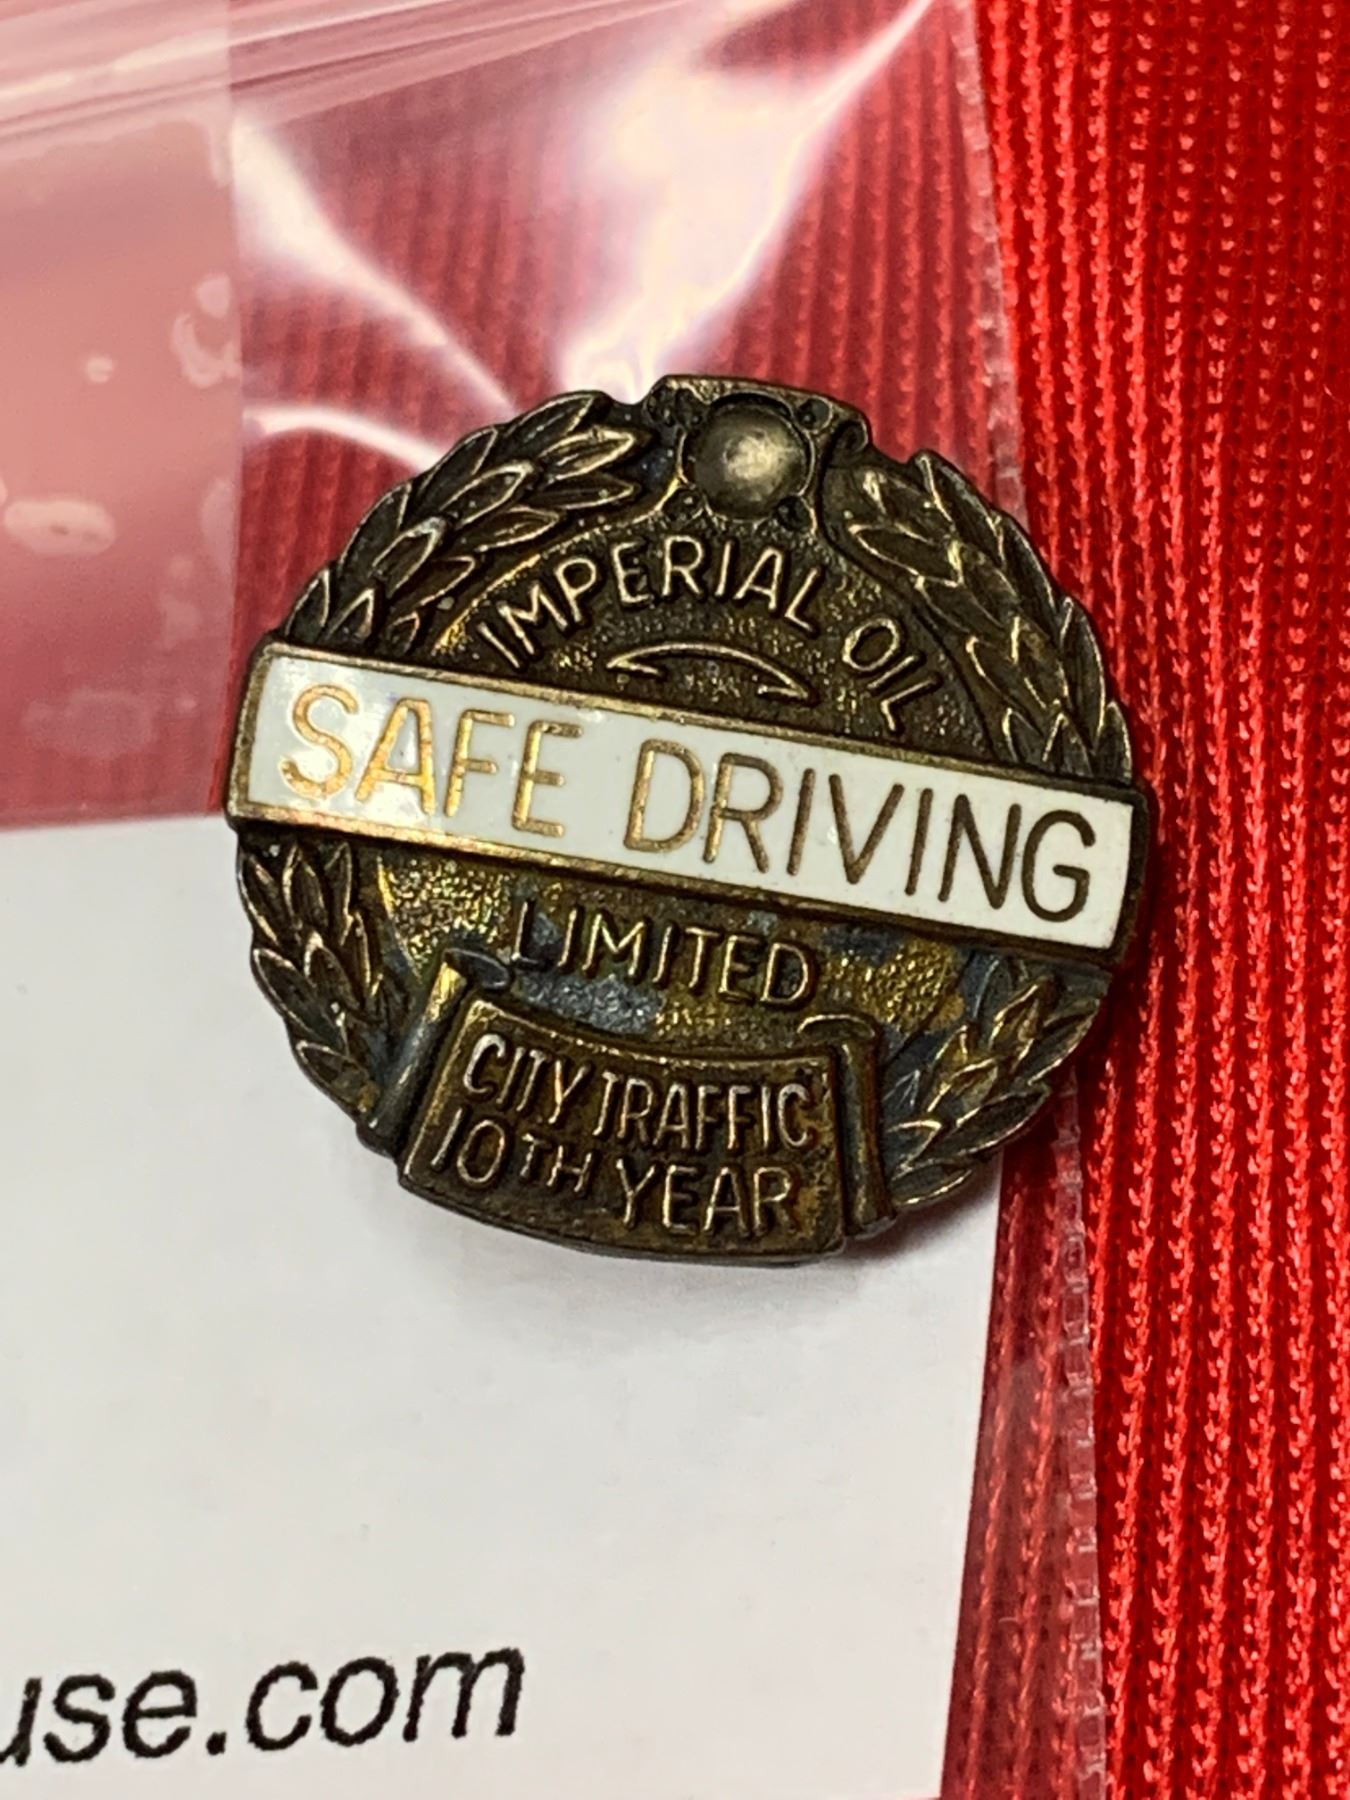 IMPERIAL OIL
SAFE DRIVING
LIMITED
CITY TRAFFIC
10TH YEAR
use.com